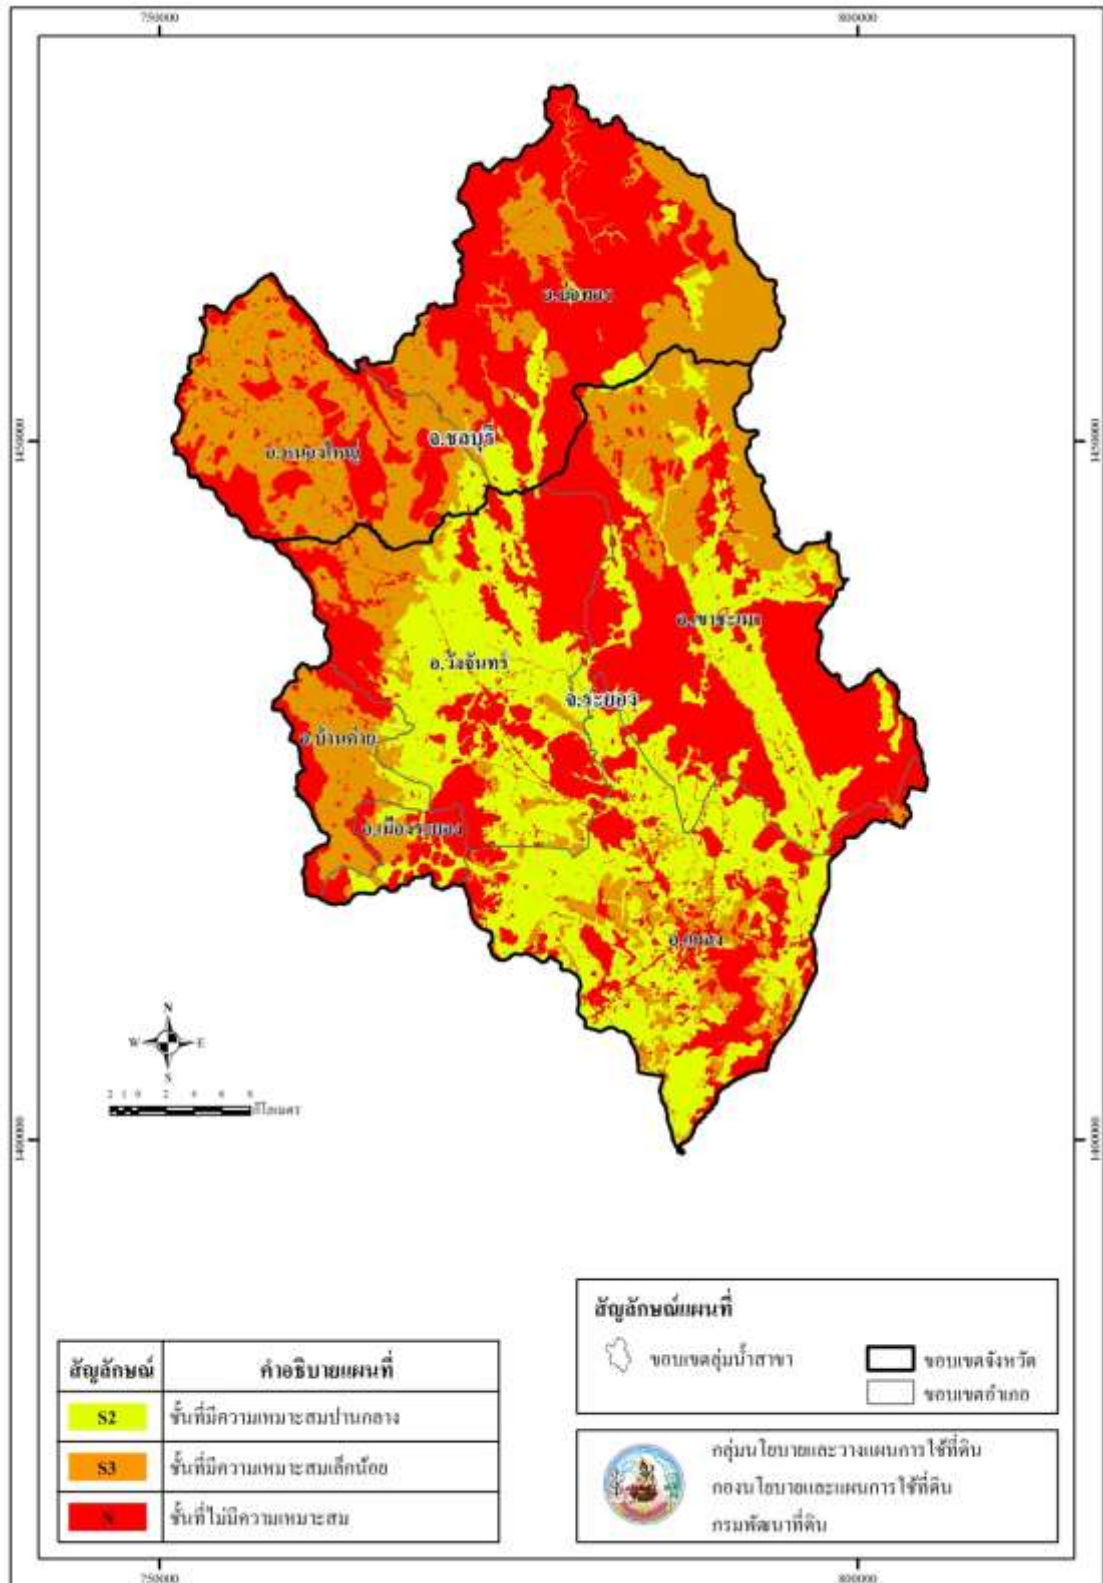 750000
800000
1450000
1450000
อ.บ่อทอง
จ.ชลบุรี
อ.หนองใหญ่
อ.เขาชะเมา
อ.วังจันทร์
จ.ระยอง
อ.บ้านค่าย
อ.เมืองระยอง
อ.แกลง
N
W
E
S
2 1 0 2 4 6 8
กิโลเมตร
1400000
1400000
สัญลักษณ์แผนที่
ขอบเขตลุ่มน้ำสาขา
ขอบเขตจังหวัด
ขอบเขตอำเภอ
สัญลักษณ์ คำอธิบายแผนที่
S2 ชั้นที่มีความเหมาะสมปานกลาง
S3 ชั้นที่มีความเหมาะสมเล็กน้อย
N ชั้นที่ไม่มีความเหมาะสม
กลุ่มนโยบายและวางแผนการใช้ที่ดิน
กองนโยบายและแผนการใช้ที่ดิน
กรมพัฒนาที่ดิน
750000
800000